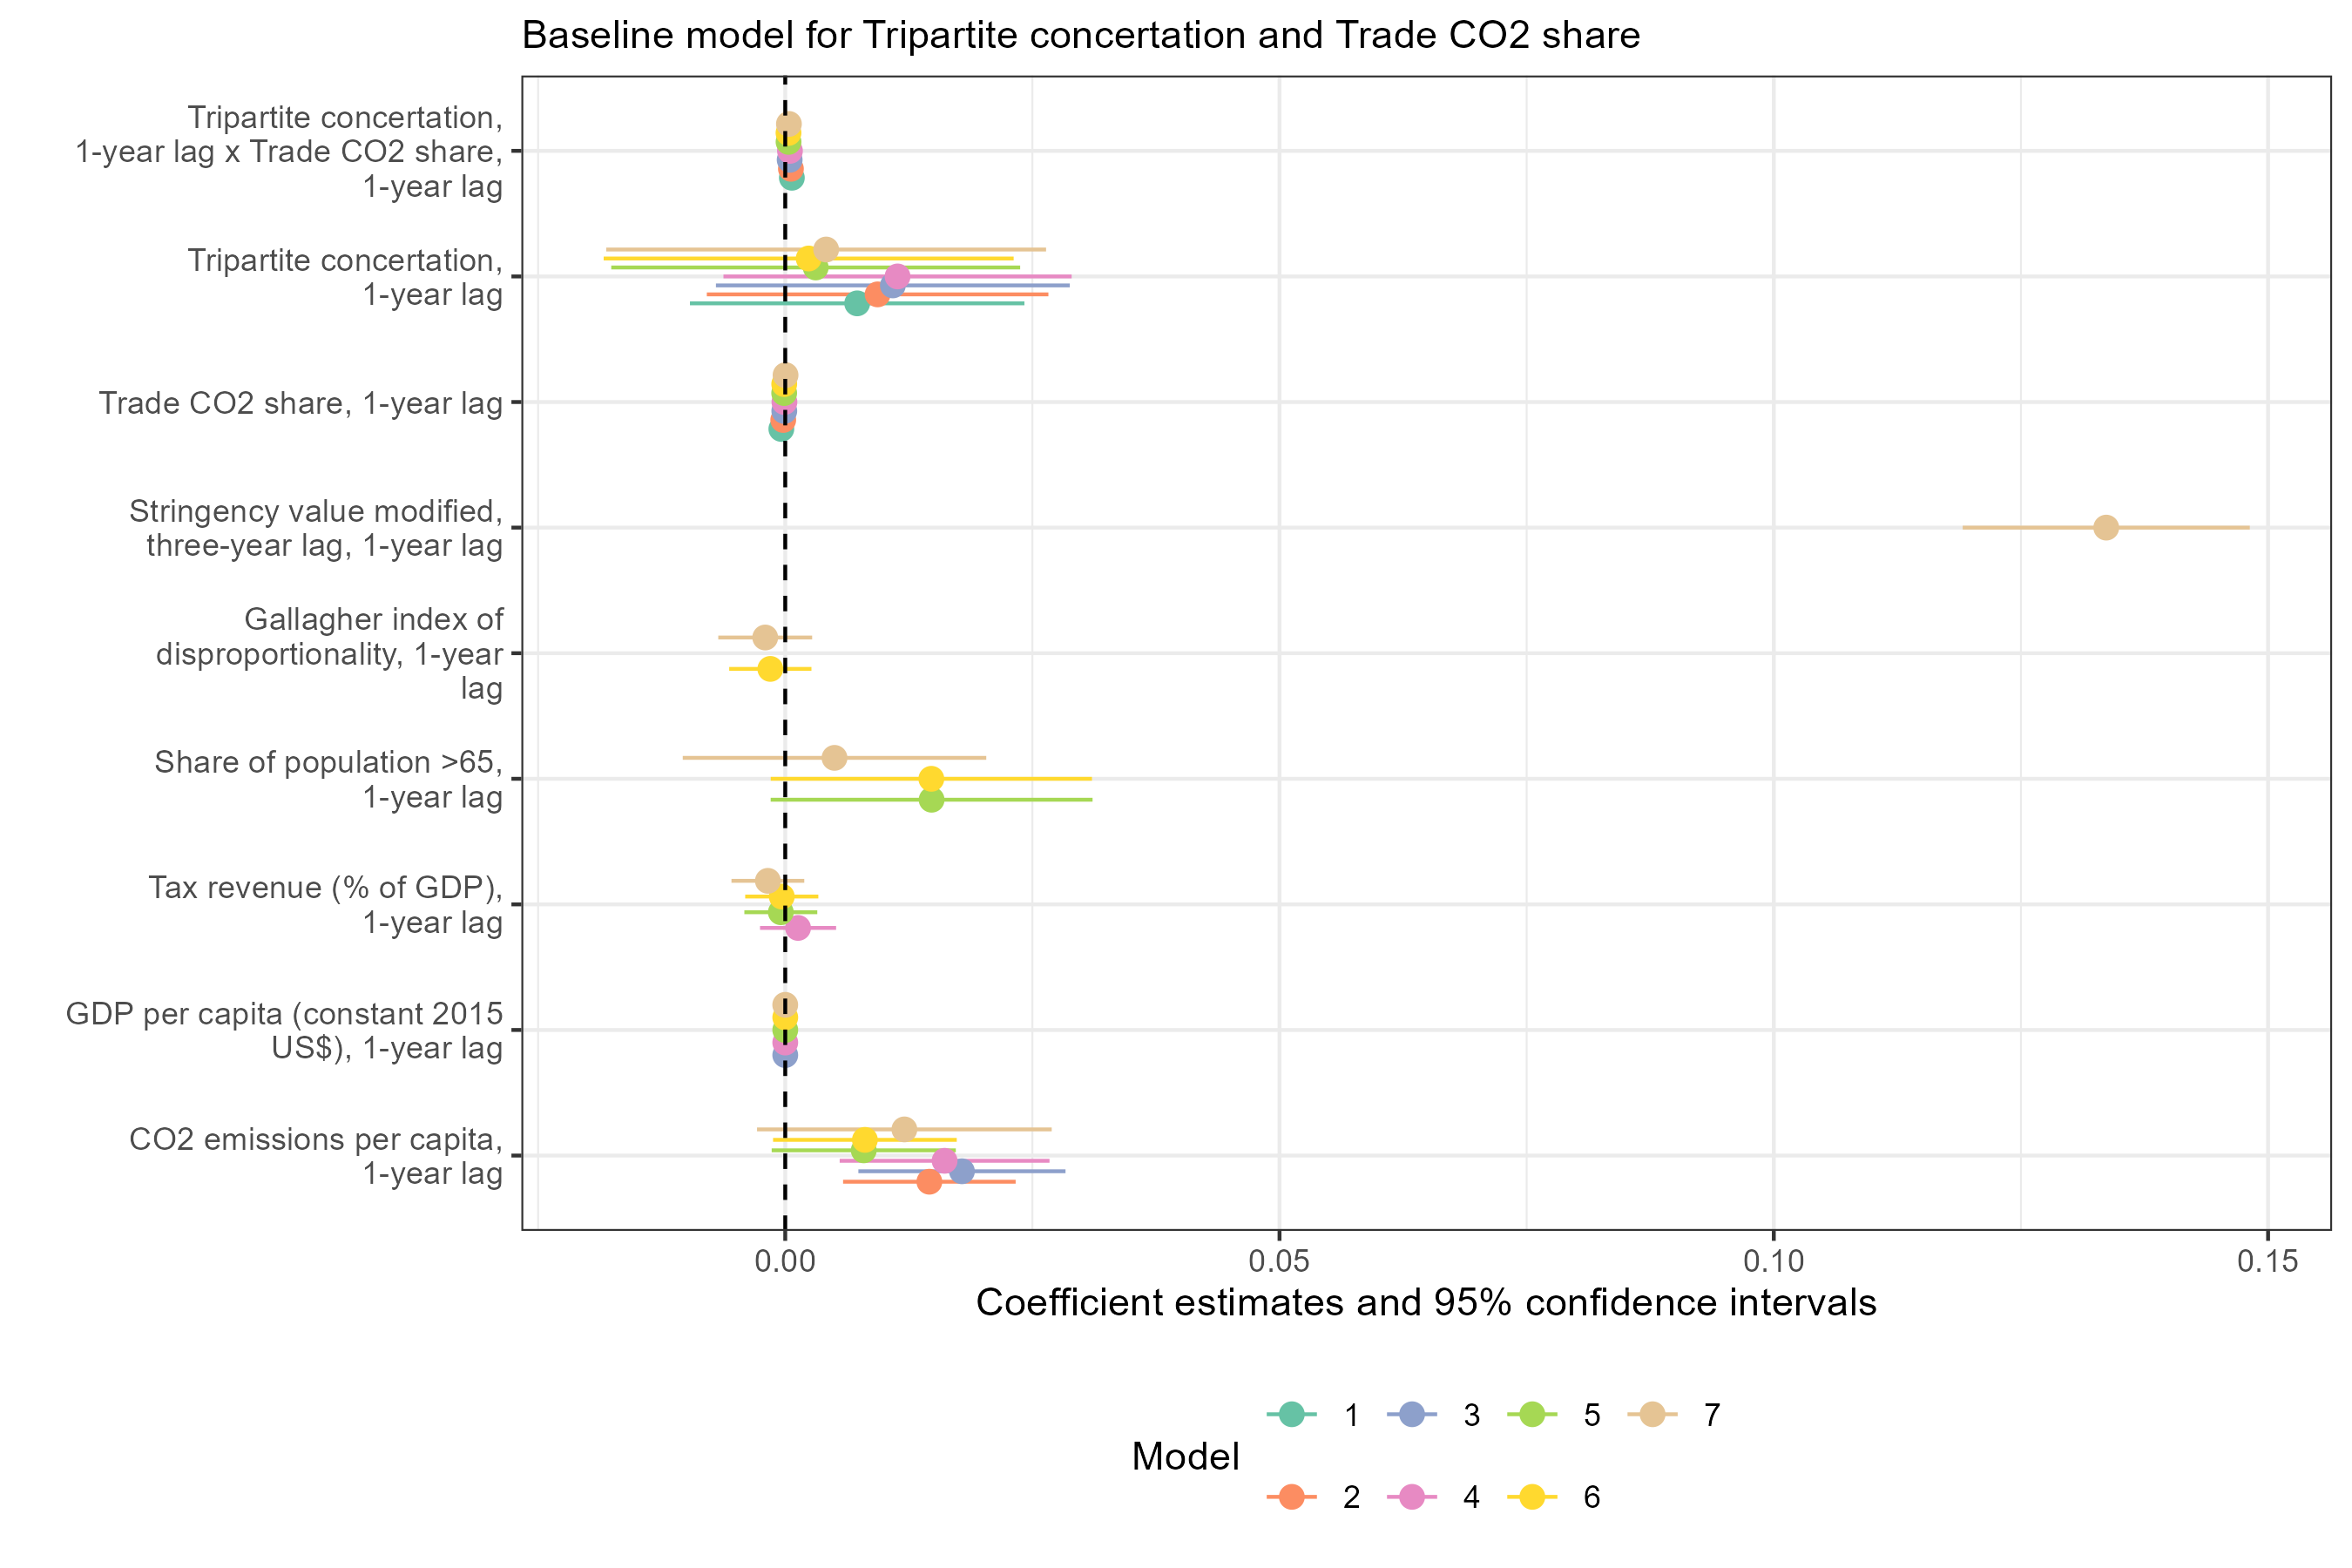 Baseline model for Tripartite concertation and Trade CO2 share
Tripartite concertation,
1-year lag x Trade CO2 share,
1-year lag
Tripartite concertation,
1-year lag
Trade CO2 share, 1-year lag
Stringency value modified,
three-year lag, 1-year lag
Gallagher index of
disproportionality, 1-year
lag
Share of population >65,
1-year lag
Tax revenue (% of GDP),
1-year lag
GDP per capita (constant 2015
US$), 1-year lag
CO2 emissions per capita,
1-year lag
0.00 0.05 0.10 0.15
Coefficient estimates and 95% confidence intervals
Model
1 3 5 7
2 4 6